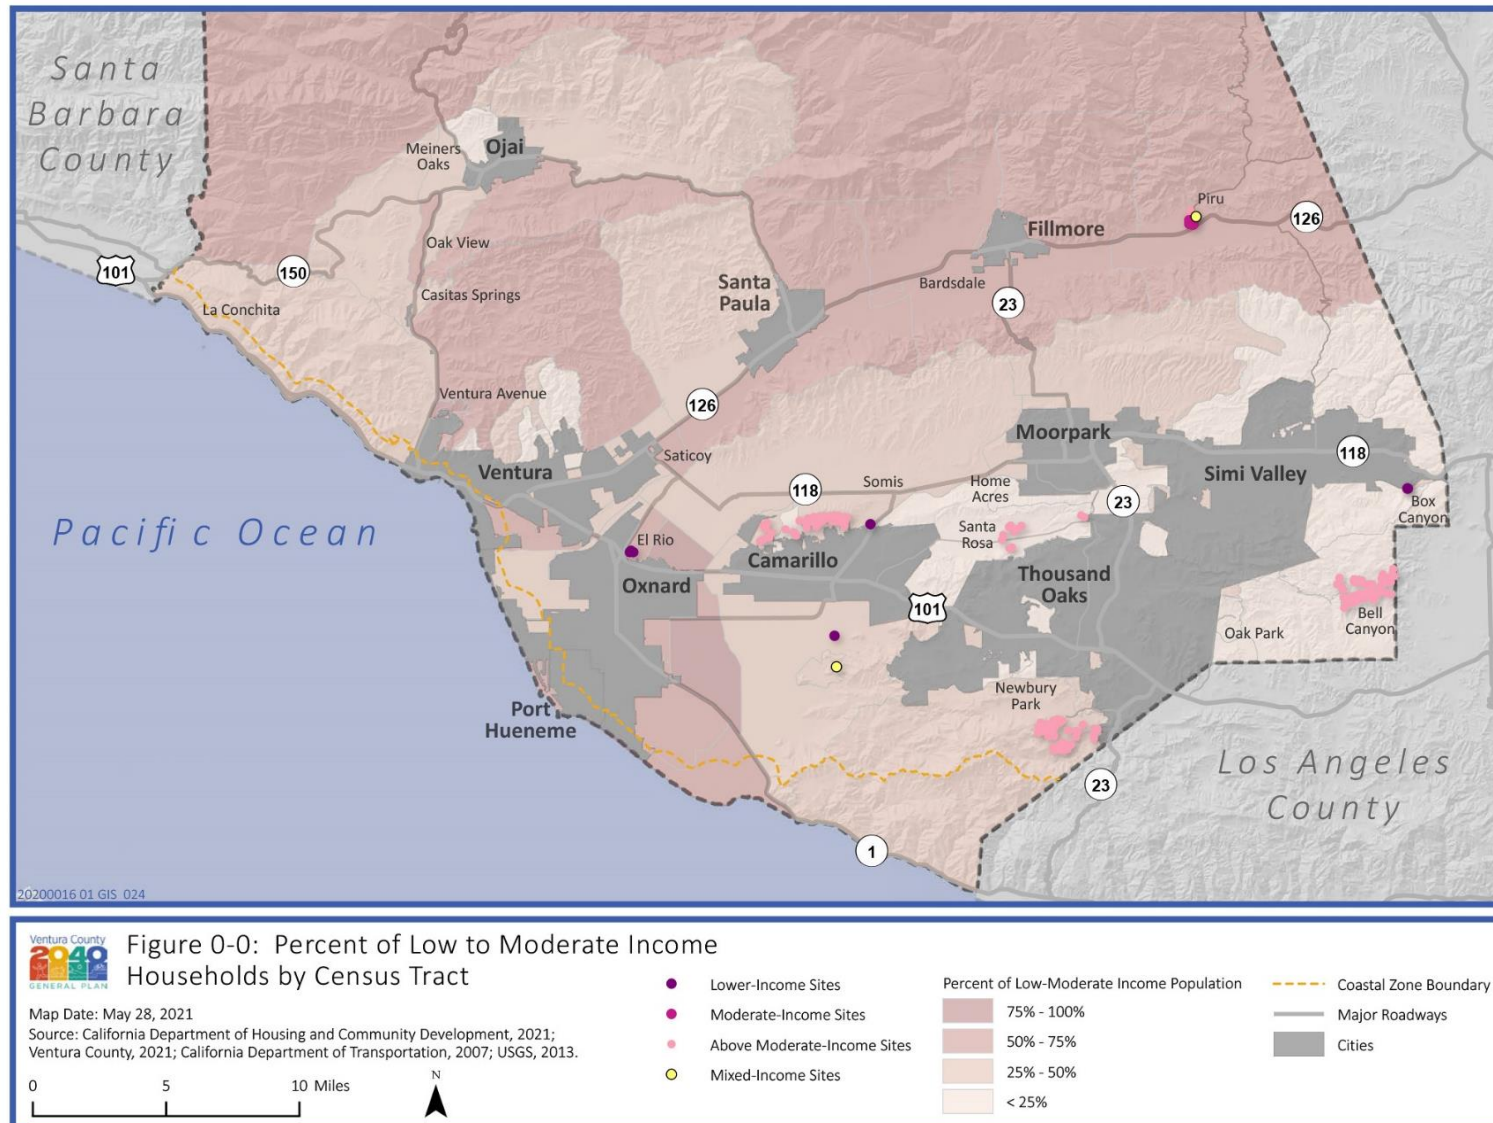 Santa
Barbara
County
Meiners
Oaks
Ojai
Piru
126
Fillmore
Oak View
101
150
Santa
Paula
Bardsdale
23
Casitas Springs
La Conchita
Ventura Avenue
126
Moorpark
Saticoy
118
Ventura
Simi Valley
118
Somis
Home
Acres
23
Box
Canyon
Pacific Ocean
El Rio
Santa
Rosa
Camarillo
Oxnard
Thousand
Oaks
101
Bell
Canyon
Oak Park
Newbury
Park
Port
Hueneme
Los Angeles
County
23
1
20200016 01 GIS 024
Ventura County
2040
GENERAL PLAN
Figure 0-0: Percent of Low to Moderate Income
Households by Census Tract
Map Date: May 28, 2021
Source: California Department of Housing and Community Development, 2021;
Ventura County, 2021; California Department of Transportation, 2007; USGS, 2013.
0 5 10 Miles
N
Lower-Income Sites
Moderate-Income Sites
Above Moderate-Income Sites
Mixed-Income Sites
Percent of Low-Moderate Income Population
75% - 100%
50% - 75%
25% - 50%
< 25%
Coastal Zone Boundary
Major Roadways
Cities